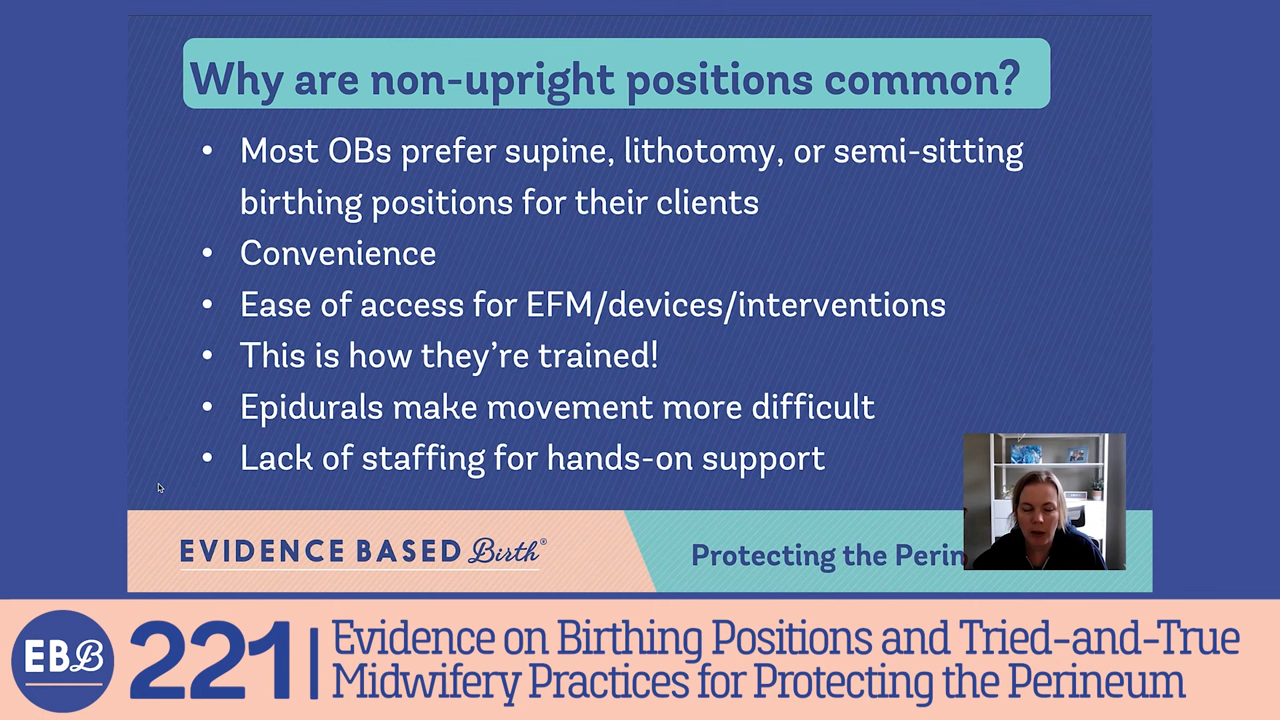 Why are non-upright positions common?
• Most OBs prefer supine, lithotomy, or semi-sitting
birthing positions for their clients
• Convenience
• Ease of access for EFM/devices/interventions
• This is how they’re trained!
• Epidurals make movement more difficult
• Lack of staffing for hands-on support
EVIDENCE BASED Birth®
Protecting the Perin
EBB
221
Evidence on Birthing Positions and Tried-and-True
Midwifery Practices for Protecting the Perineum